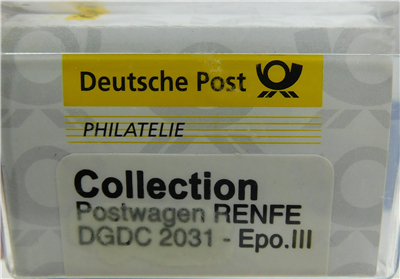 Deutsche Post
PHILATELIE
Collection
Postwagen RENFE
DGDC 2031 - Epo.III